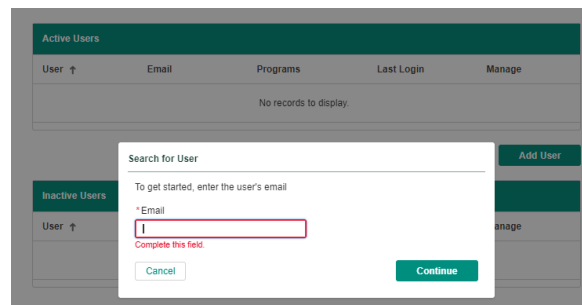 Active Users
User ↑ Email Programs Last Login Manage
No records to display.
Add User
Search for User
To get started, enter the user's email
*Email
Complete this field.
Cancel Continue
Inactive Users
User ↑ anage